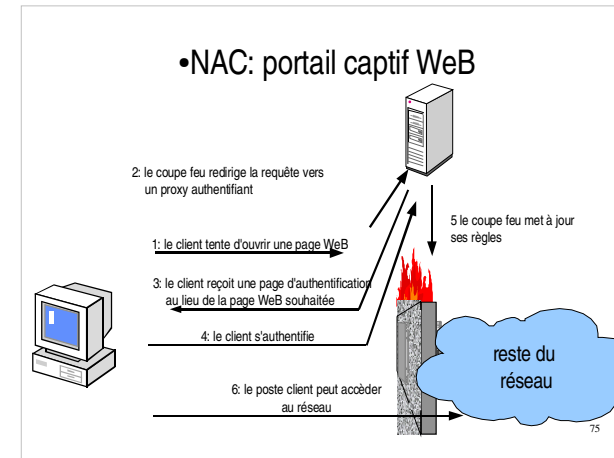 •NAC: portail captif WeB
2: le coupe feu redirige la requête vers
un proxy authentifiant
1: le client tente d'ouvrir une page WeB
5 le coupe feu met à jour
ses règles
3: le client reçoit une page d'authentification
au lieu de la page WeB souhaitée
4: le client s'authentifie
reste du
réseau
6: le poste client peut accèder
au réseau
75